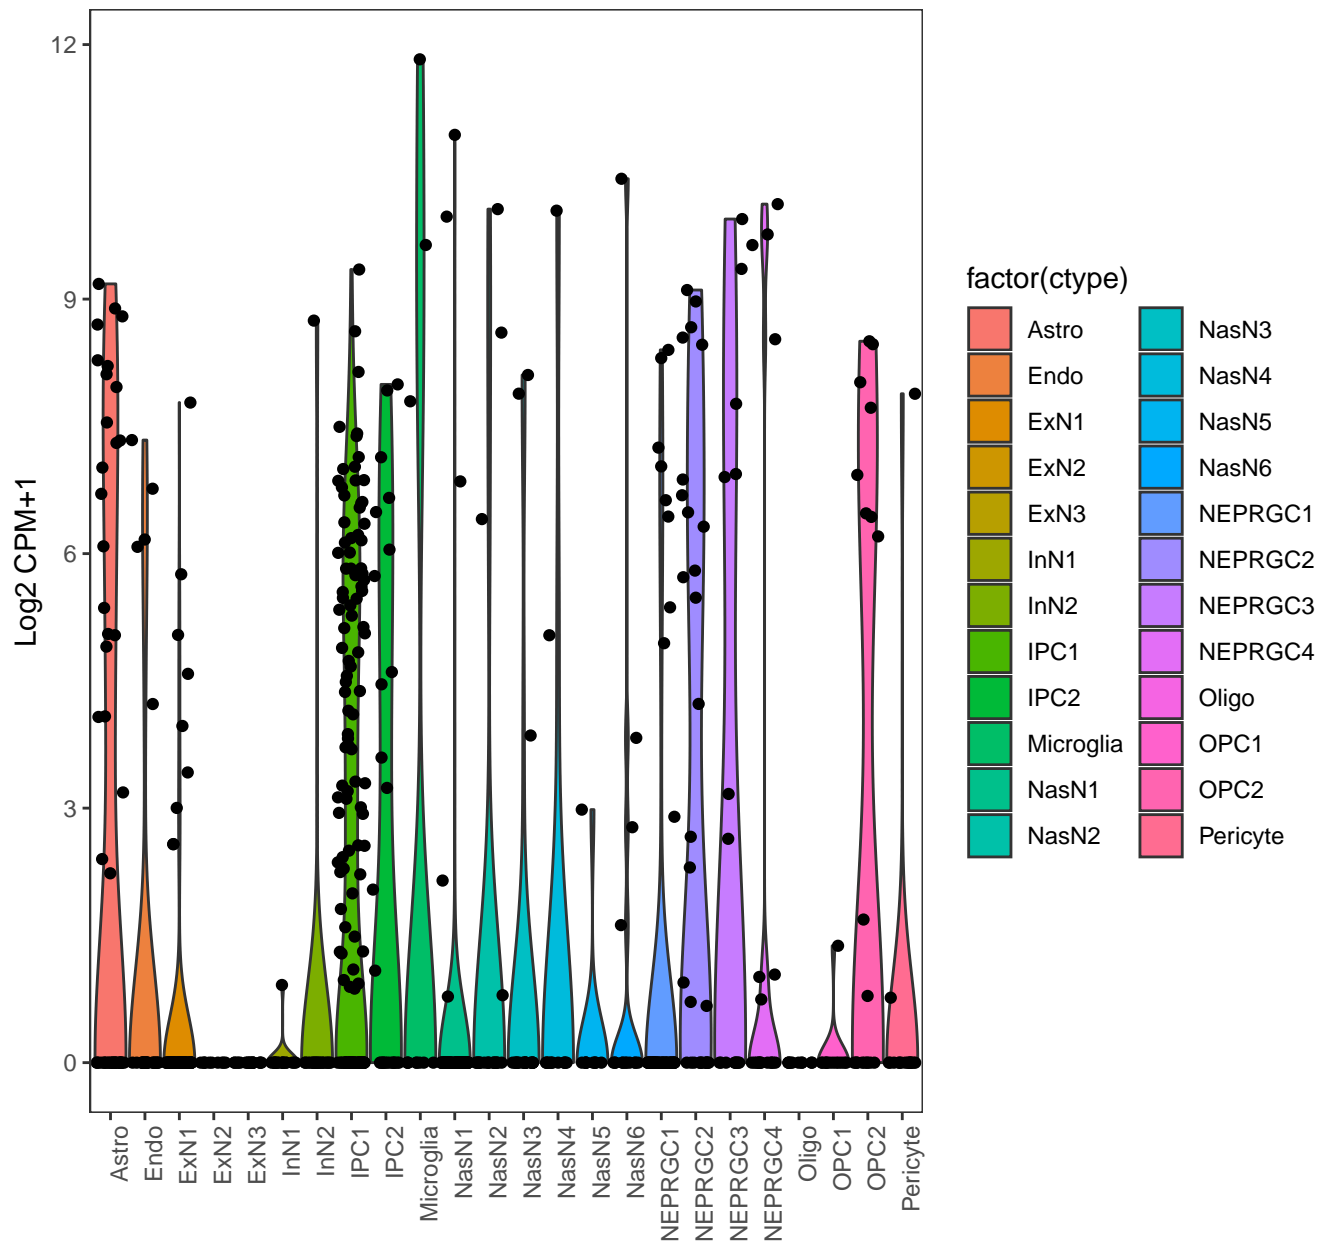 12
9
6
3
0
Log2 CPM+1
Astro
Endo
ExN1
ExN2
ExN3
InN1
InN2
IPC1
IPC2
Microglia
NasN1
NasN2
NasN3
NasN4
NasN5
NasN6
NEPRGC1
NEPRGC2
NEPRGC3
NEPRGC4
Oligo
OPC1
OPC2
Pericyte
factor(ctype)
Astro
Endo
ExN1
ExN2
ExN3
InN1
InN2
IPC1
IPC2
Microglia
NasN1
NasN2
NasN3
NasN4
NasN5
NasN6
NEPRGC1
NEPRGC2
NEPRGC3
NEPRGC4
Oligo
OPC1
OPC2
Pericyte